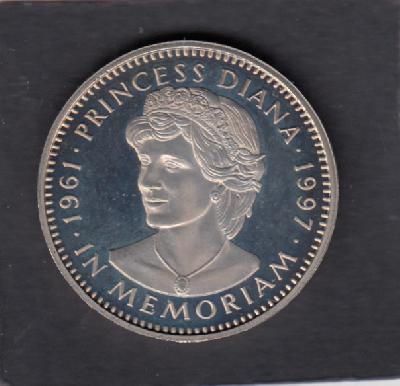 1961 · PRINCESS DIANA · 1997
· IN MEMORIAM ·